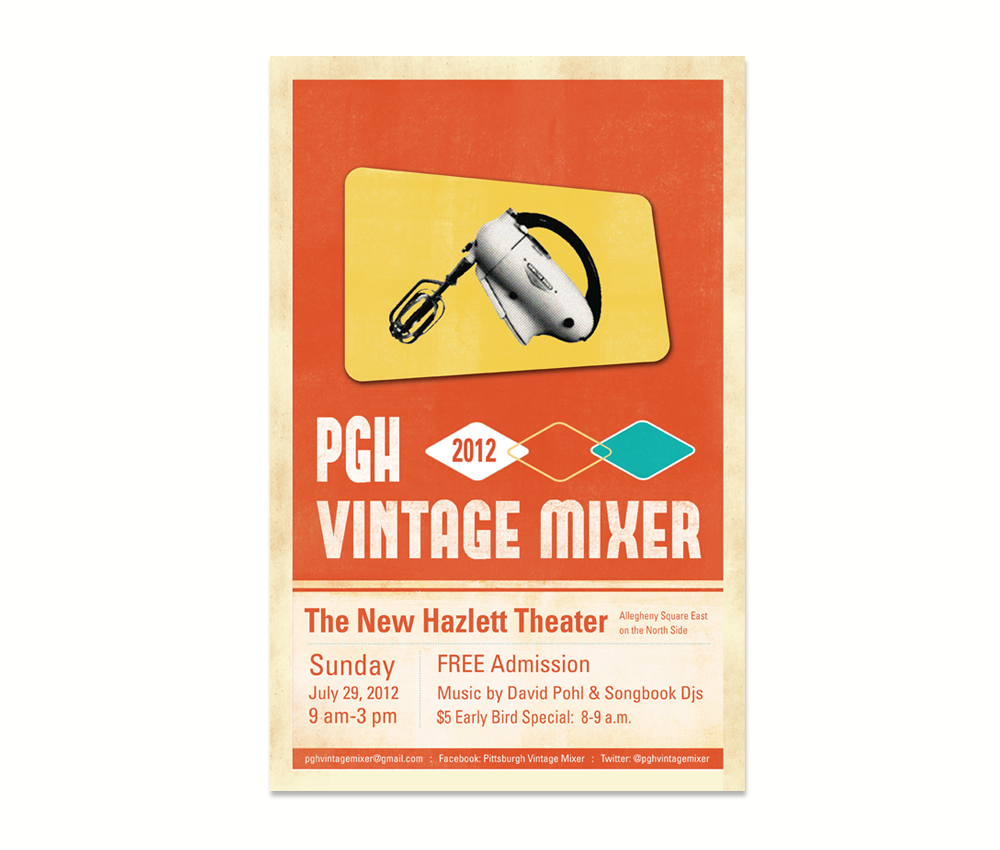 PGH
2012
VINTAGE MIXER
The New Hazlett Theater
Allegheny Square East
on the North Side
Sunday
July 29, 2012
9 am-3 pm
FREE Admission
Music by David Pohl & Songbook Djs
$5 Early Bird Special: 8-9 a.m.
pghvintagemixer@gmail.com : Facebook: Pittsburgh Vintage Mixer : Twitter: @pghvintagemixer